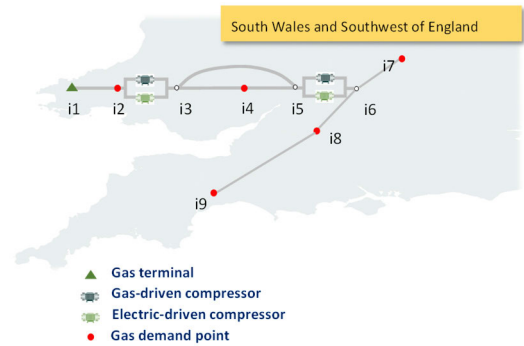 South Wales and Southwest of England
i7
i1
i2
i3
i4
i5
i6
i8
i9
Gas terminal
Gas-driven compressor
Electric-driven compressor
Gas demand point